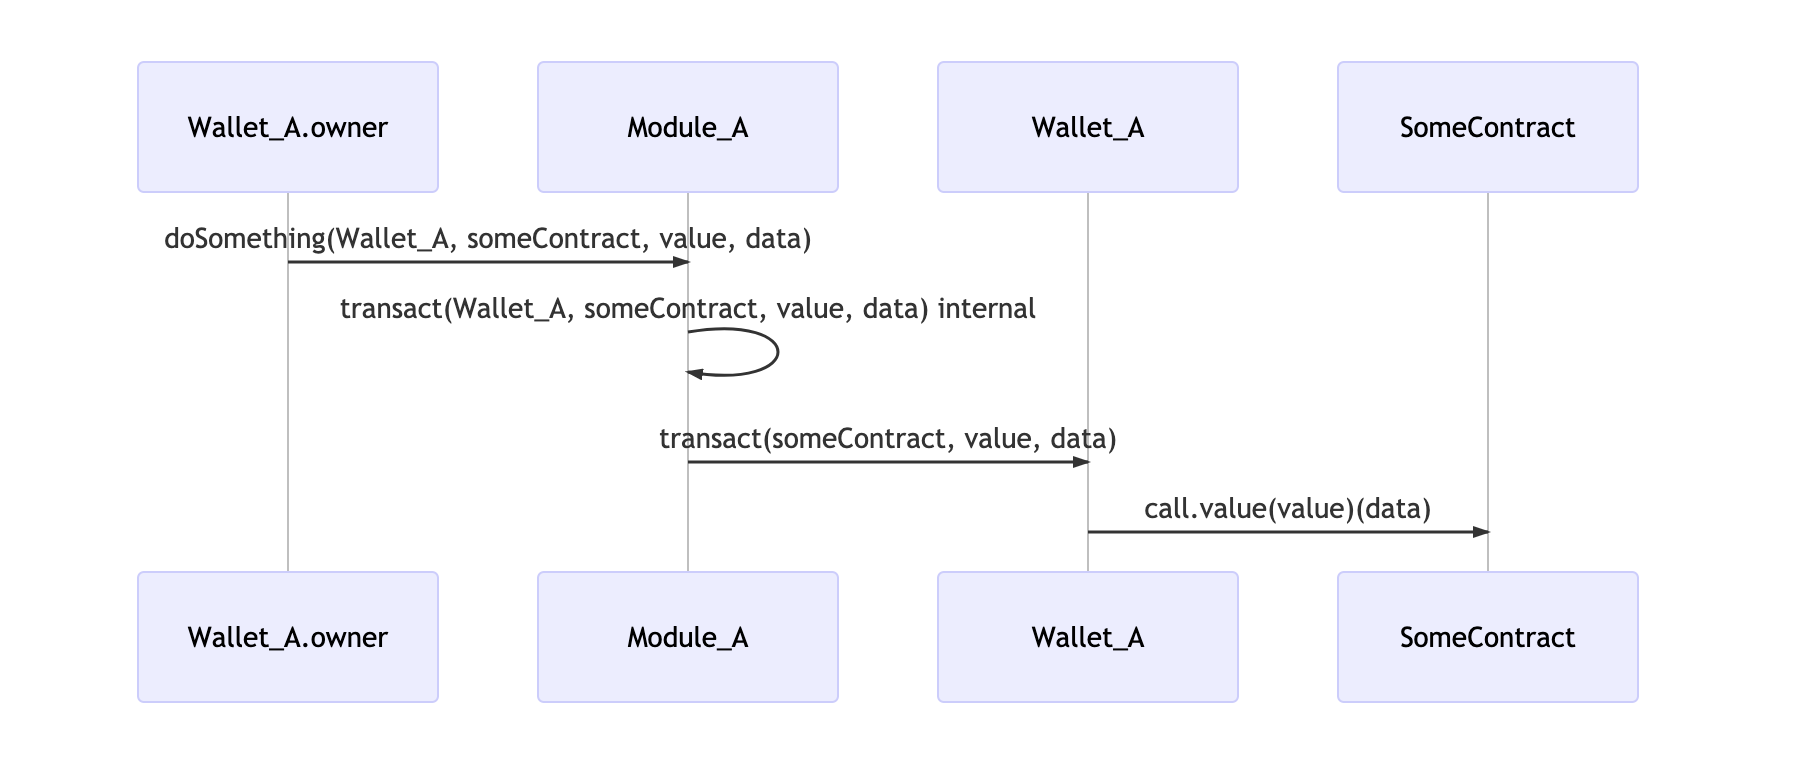 Wallet_A.owner
Module_A
Wallet_A
SomeContract
doSomething(Wallet_A, someContract, value, data)
transact(Wallet_A, someContract, value, data) internal
transact(someContract, value, data)
call.value(value)(data)
Wallet_A.owner
Module_A
Wallet_A
SomeContract